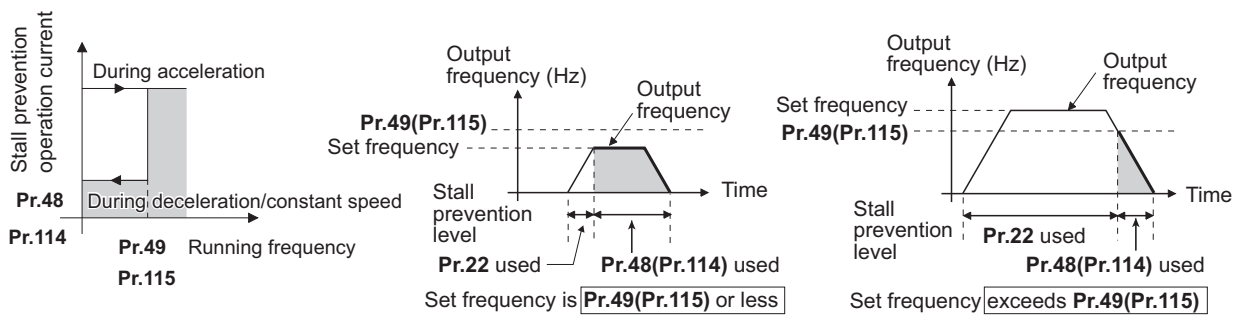 Stall prevention
operation current
During acceleration
Pr.48
During deceleration/constant speed
Pr.114
Pr.49
Running frequency
Pr.115
Output
frequency (Hz)
Output
frequency
Pr.49(Pr.115)
Set frequency
Time
Stall
prevention
level
Pr.22 used
Pr.48(Pr.114) used
Set frequency is Pr.49(Pr.115) or less
Output
frequency (Hz)
Output
frequency
Set frequency
Pr.49(Pr.115)
Time
Stall
prevention
level
Pr.22 used
Pr.48(Pr.114) used
Set frequency exceeds Pr.49(Pr.115)